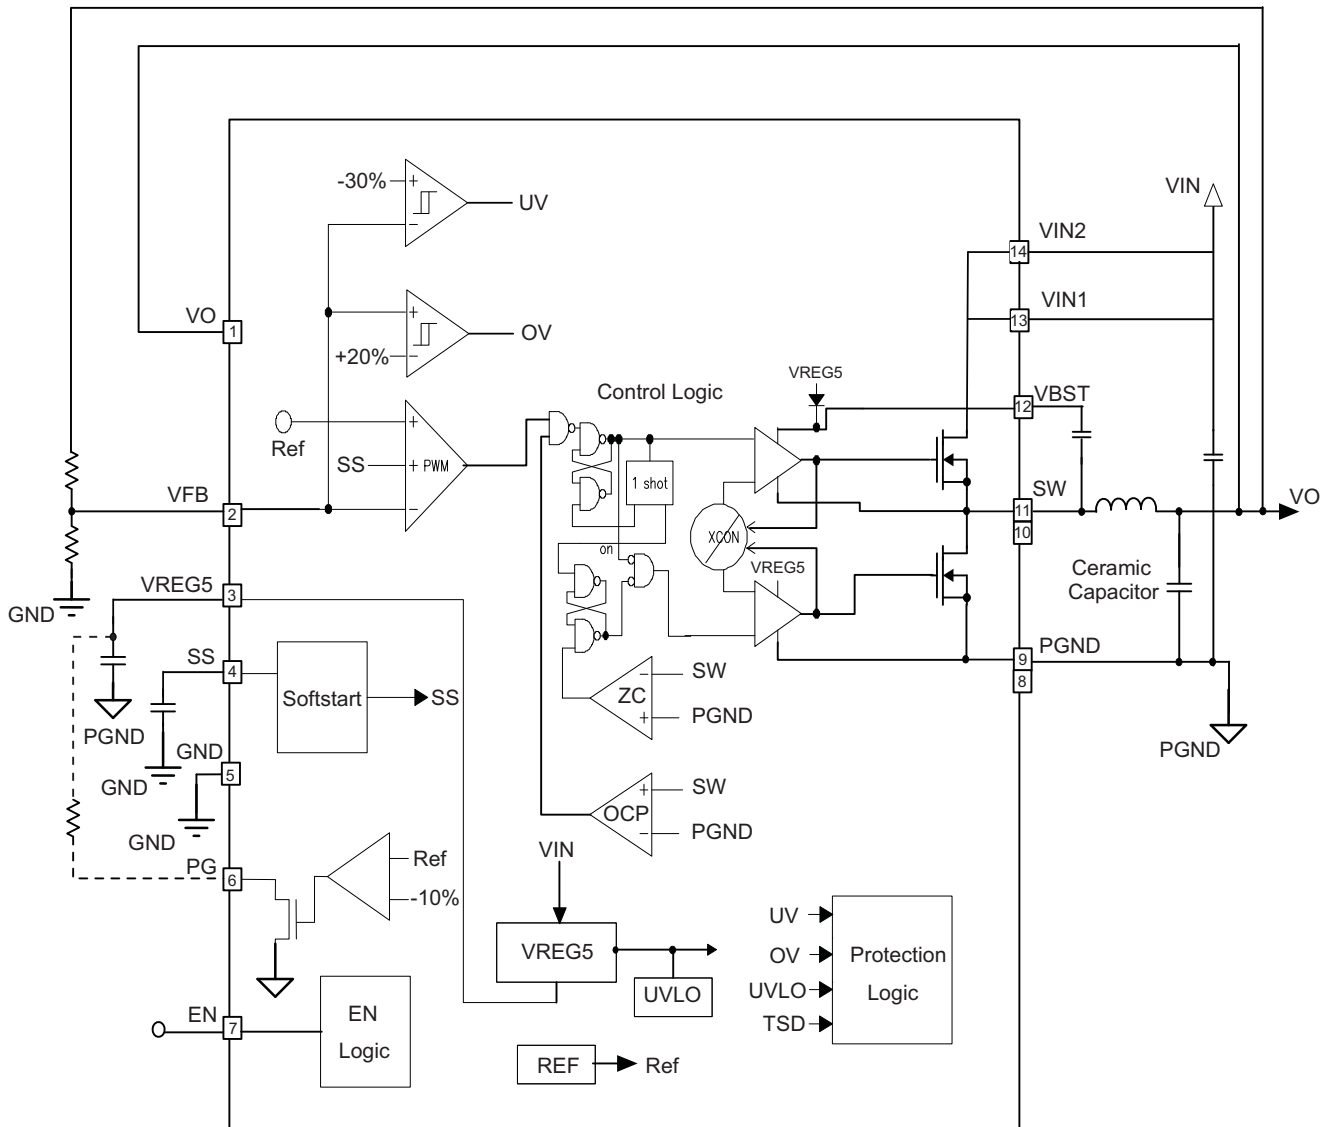 -30%
+
-
UV
VIN
VIN2
14
VO
1
+
+20%
-
OV
VIN1
13
Control Logic
VREG5
VBST
12
Ref
+
SS
+
PWM
-
1 shot
VFB
2
SW
11
10
VO
XCON
on
VREG5
Ceramic
Capacitor
GND
VREG5
3
SS
4
Softstart
SS
PGND
GND
GND
5
GND
-
SW
ZC
+
PGND
PGND
9
8
PGND
+
SW
OCP
-
PGND
PG
6
Ref
-10%
VIN
VREG5
UVLO
UV
OV
UVLO
TSD
Protection
Logic
EN
7
EN
Logic
REF
Ref